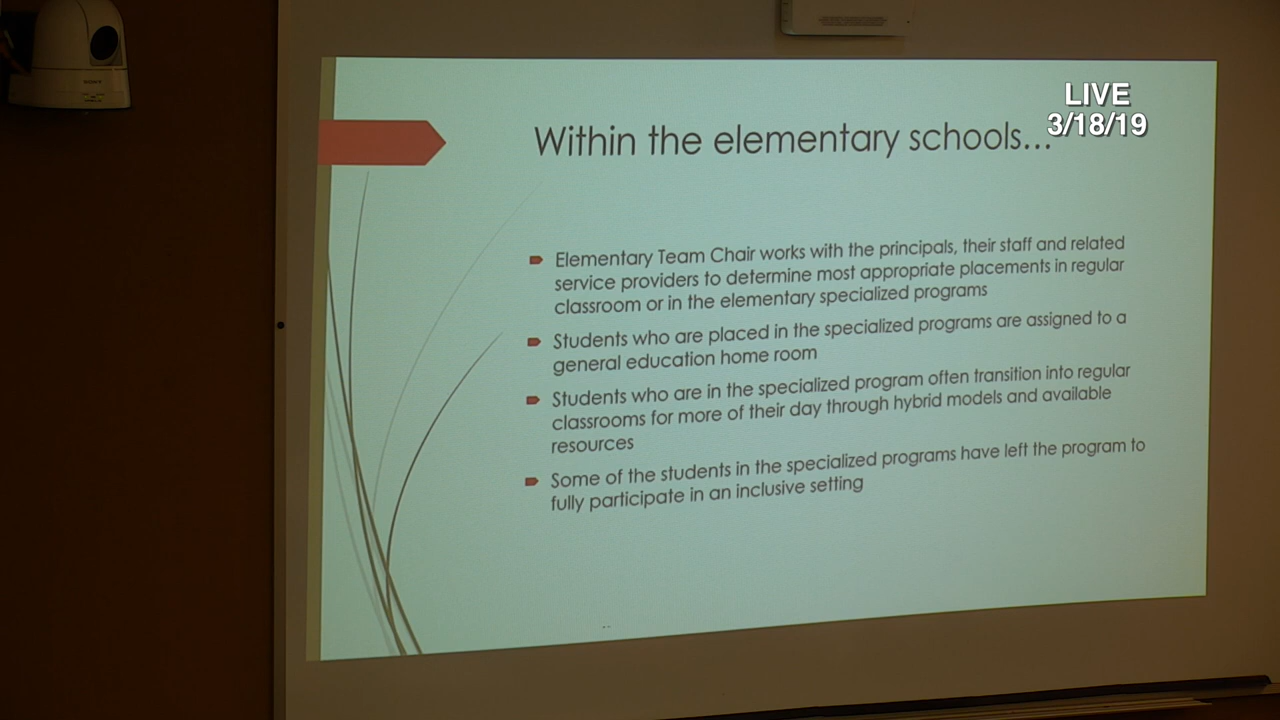 SONY
LIVE
3/18/19
Within the elementary schools...
Elementary Team Chair works with the principals, their staff and related
service providers to determine most appropriate placements in regular
classroom or in the elementary specialized programs
Students who are placed in the specialized programs are assigned to a
general education home room
Students who are in the specialized program often transition into regular
classrooms for more of their day through hybrid models and available
resources
Some of the students in the specialized programs have left the program to
fully participate in an inclusive setting